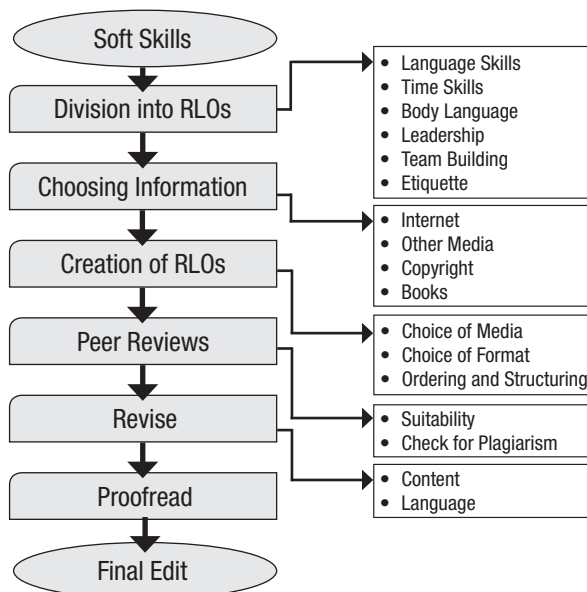 Soft Skills
Division into RLOs
• Language Skills
• Time Skills
• Body Language
• Leadership
• Team Building
• Etiquette
Choosing Information
• Internet
• Other Media
• Copyright
• Books
Creation of RLOs
• Choice of Media
• Choice of Format
• Ordering and Structuring
Peer Reviews
• Suitability
• Check for Plagiarism
Revise
• Content
• Language
Proofread
Final Edit